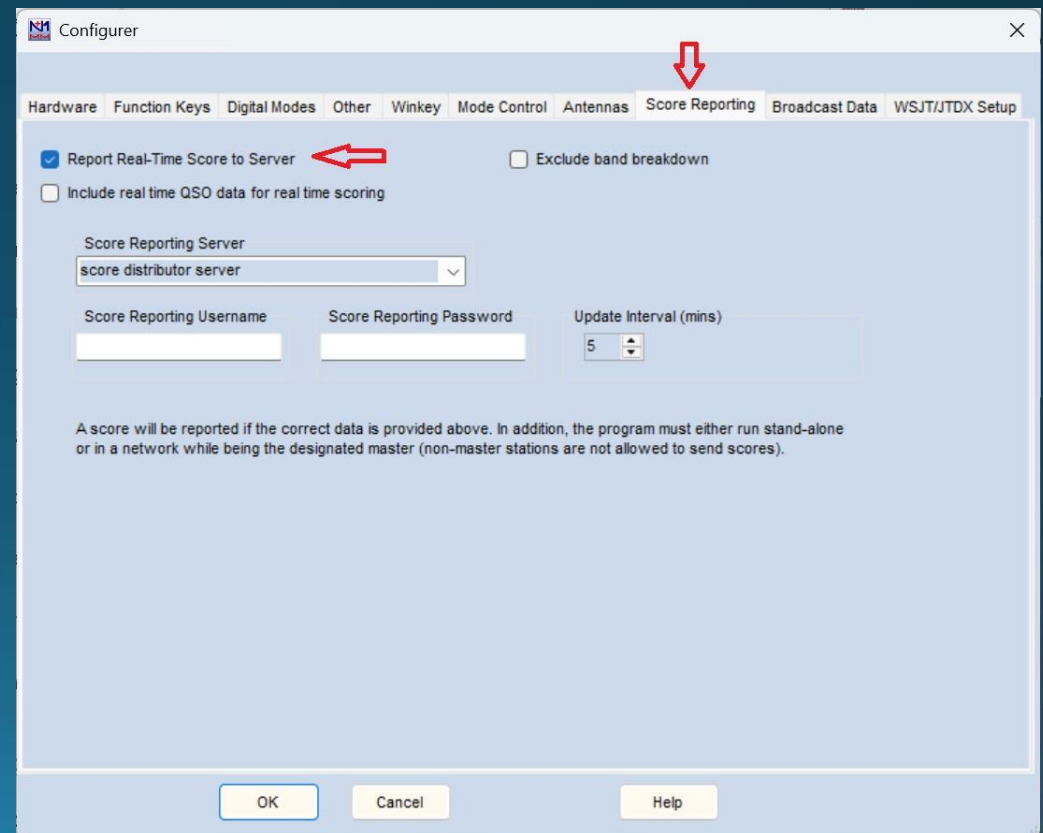 Configurer
Hardware Function Keys Digital Modes Other Winkey Mode Control Antennas Score Reporting Broadcast Data WSJT/JTDX Setup
Report Real-Time Score to Server Exclude band breakdown
Include real time QSO data for real time scoring
Score Reporting Server
score distributor server
Score Reporting Username Score Reporting Password Update Interval (mins)
5
A score will be reported if the correct data is provided above. In addition, the program must either run stand-alone
or in a network while being the designated master (non-master stations are not allowed to send scores).
OK Cancel Help